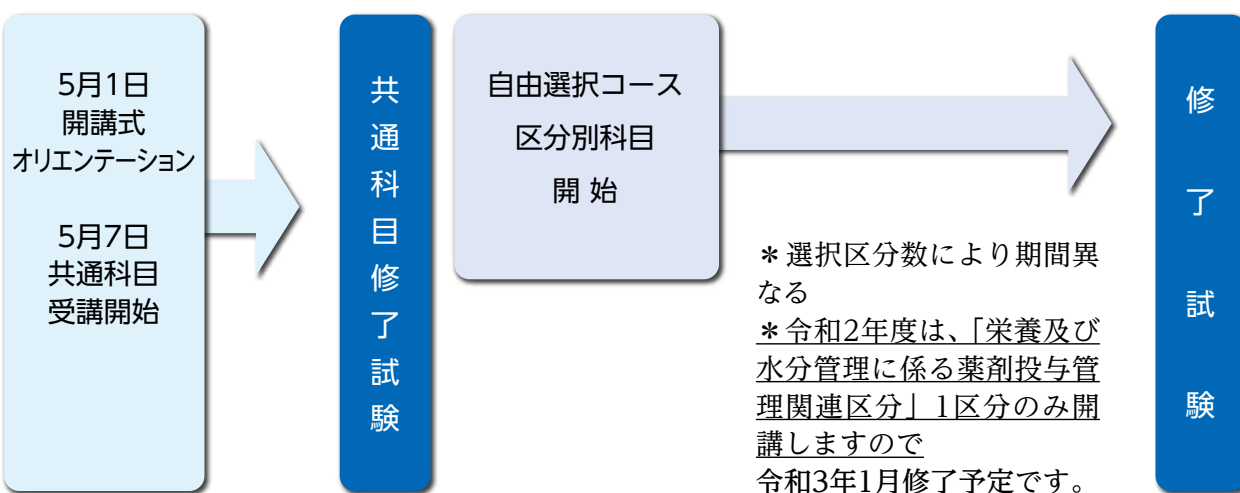 5月1日
開講式
オリエンテーション
5月7日
共通科目
受講開始
共通科目修了試験
自由選択コース
区分別科目
開 始
＊選択区分数により期間異
なる
＊令和2年度は、「栄養及び
水分管理に係る薬剤投与管
理関連区分」1区分のみ開
講しますので
令和3年1月修了予定です。
修了試験